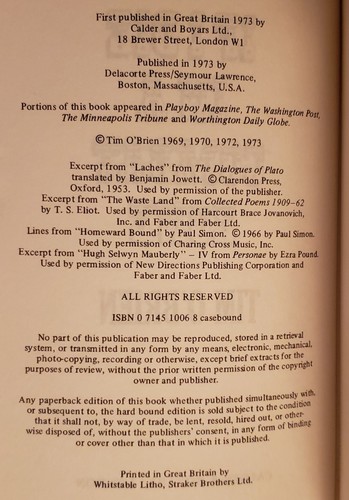 First published in Great Britain 1973 by
Calder and Boyars Ltd.,
18 Brewer Street, London W1
Published in 1973 by
Delacorte Press/Seymour Lawrence,
Boston, Massachusetts, U.S.A.
Portions of this book appeared in Playboy Magazine, The Washington Post,
The Minneapolis Tribune and Worthington Daily Globe.
© Tim O'Brien 1969, 1970, 1972, 1973
Excerpt from "Laches" from The Dialogues of Plato
translated by Benjamin Jowett. © Clarendon Press,
Oxford, 1953. Used by permission of the publisher.
Excerpt from "The Waste Land" from Collected Poems 1909–62
by T. S. Eliot. Used by permission of Harcourt Brace Jovanovich,
Inc. and Faber and Faber Ltd.
Lines from "Homeward Bound" by Paul Simon. © 1966 by Paul Simon.
Used by permission of Charing Cross Music, Inc.
Excerpt from "Hugh Selwyn Mauberly" – IV from Personae by Ezra Pound.
Used by permission of New Directions Publishing Corporation and
Faber and Faber Ltd.
ALL RIGHTS RESERVED
ISBN 0 7145 1006 8 casebound
No part of this publication may be reproduced, stored in a retrieval
system, or transmitted in any form by any means, electronic, mechanical,
photo-copying, recording or otherwise, except brief extracts for the
purposes of review, without the prior written permission of the copyright
owner and publisher.
Any paperback edition of this book whether published simultaneously with,
or subsequent to, the hard bound edition is sold subject to the condition
that it shall not, by way of trade, be lent, resold, hired out, or other-
wise disposed of, without the publishers' consent, in any form of binding
or cover other than that in which it is published.
Printed in Great Britain by
Whitstable Litho, Straker Brothers Ltd.